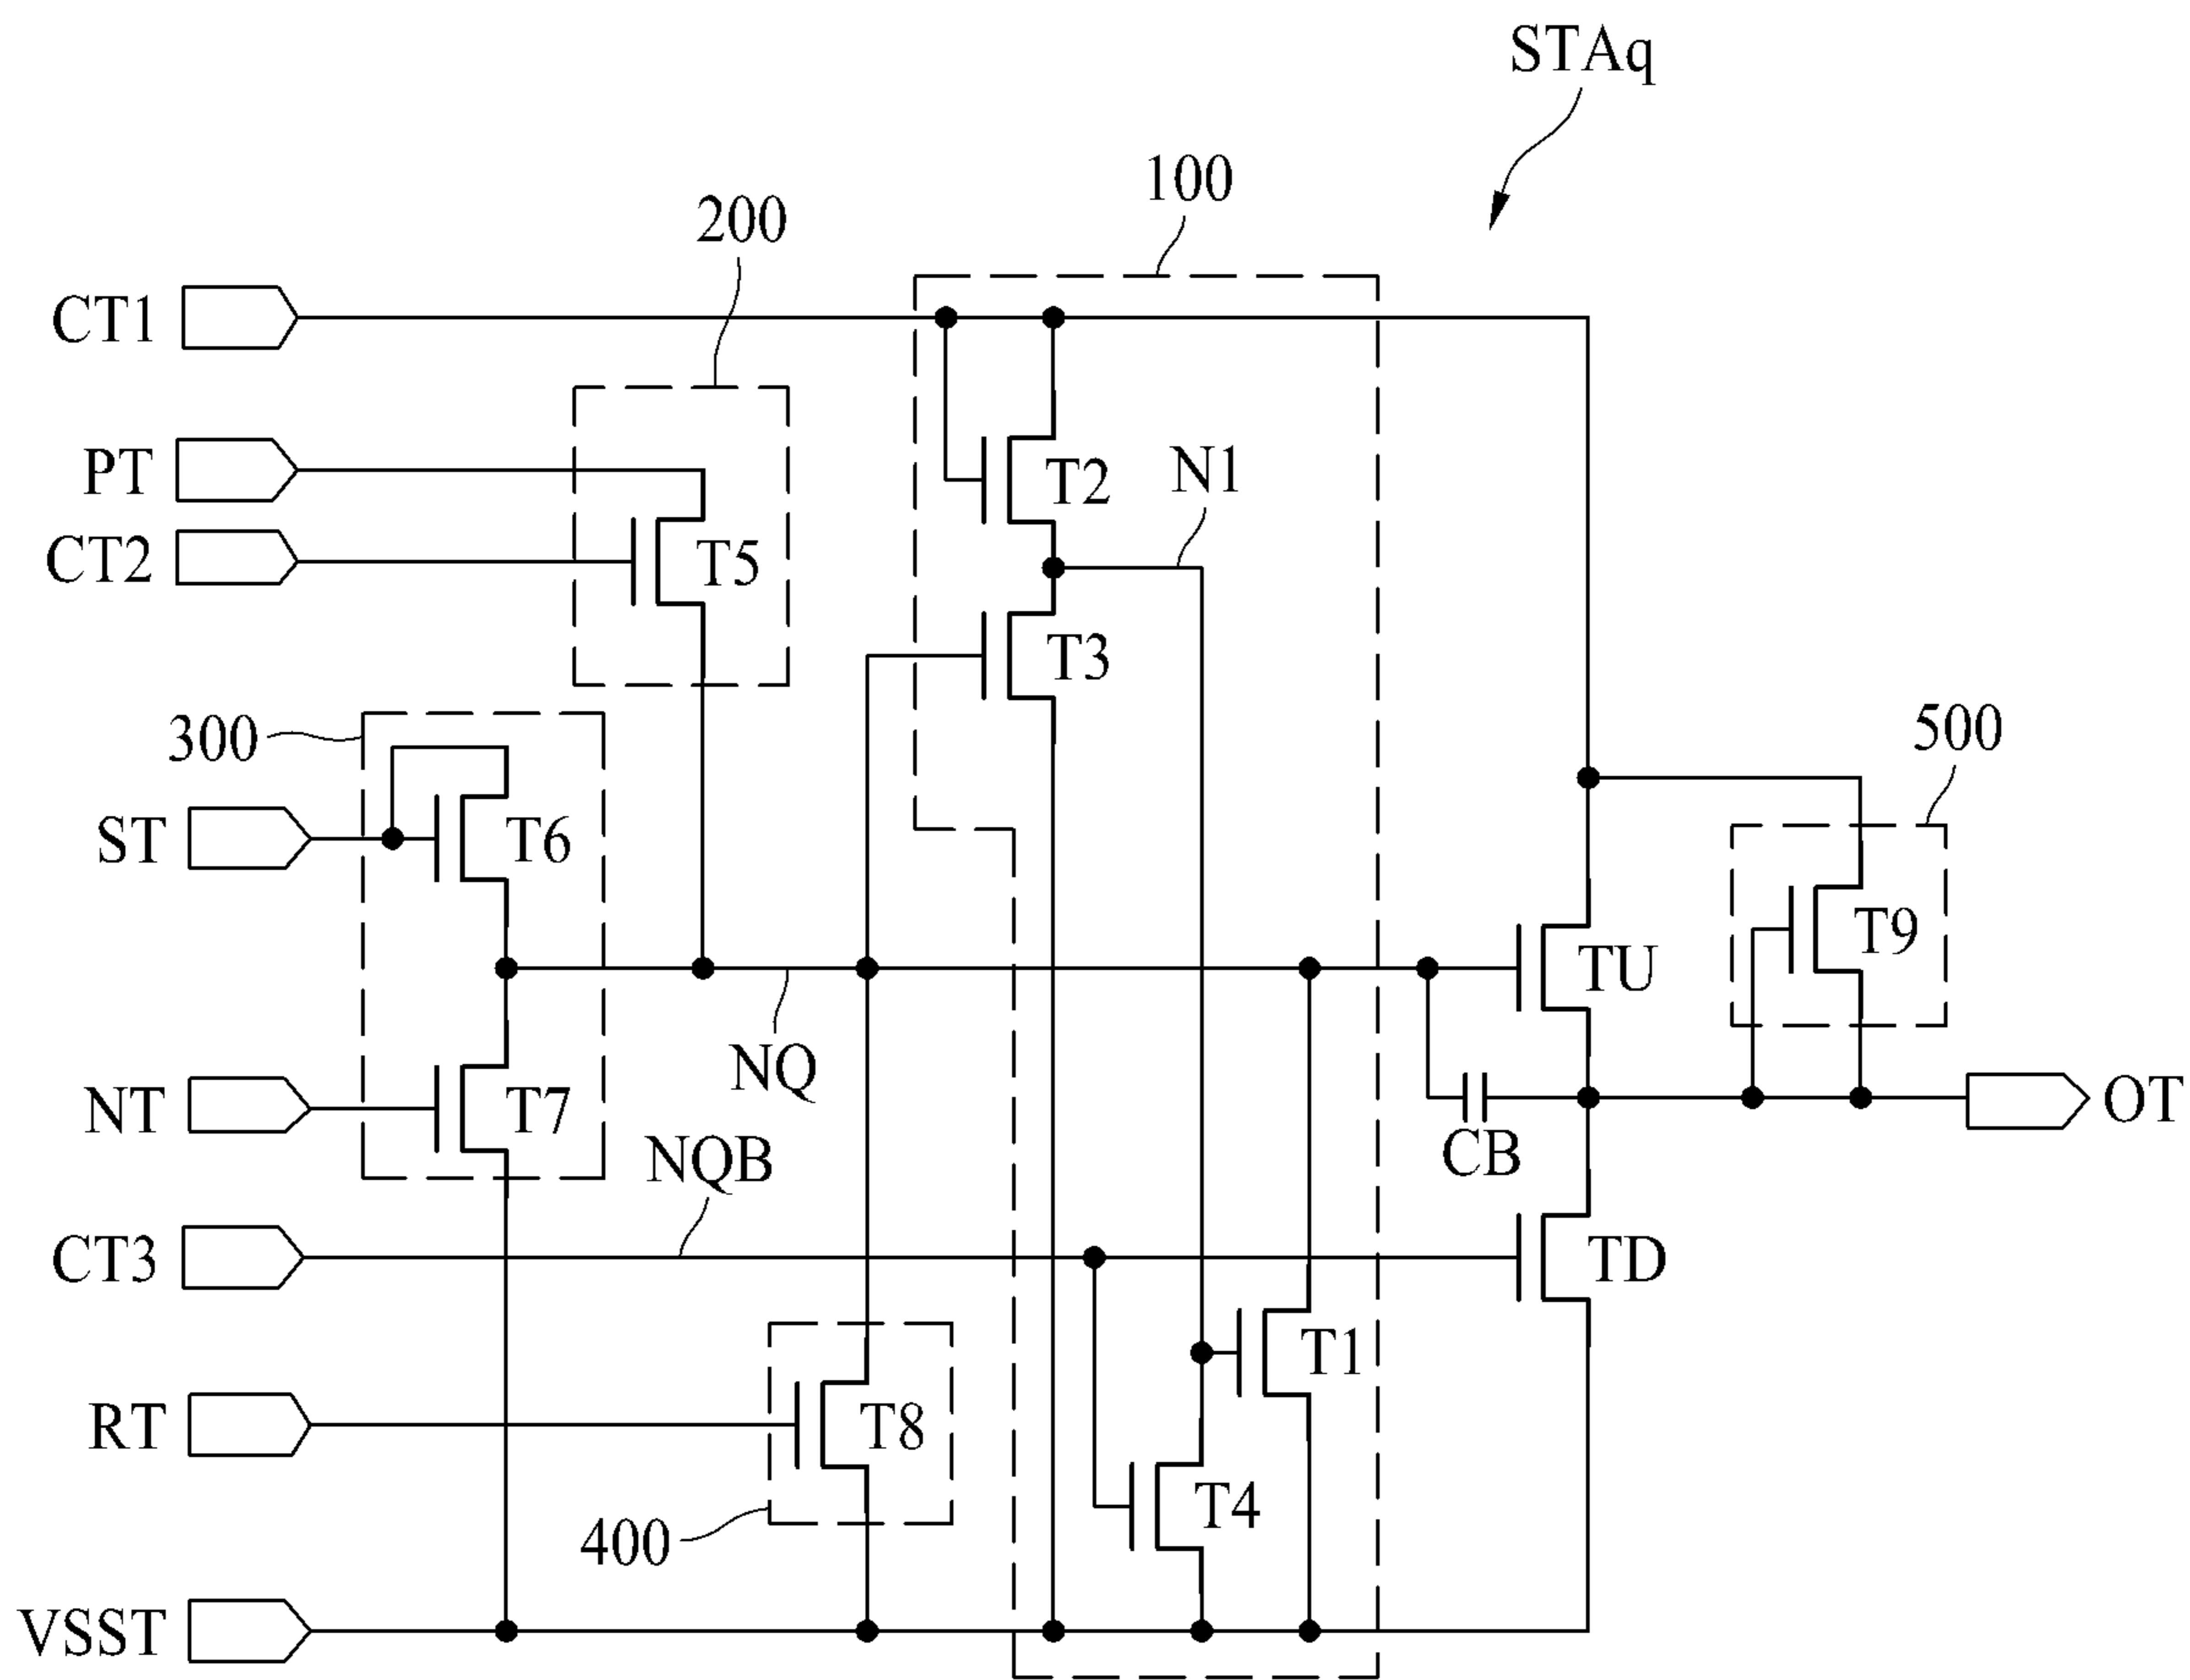 STAq
100
200
CT1
PT
T2
N1
CT2
T5
T3
300
500
ST
T6
T9
TU
NQ
NT
T7
OT
CB
NQB
CT3
TD
T1
RT
T8
T4
400
VSST